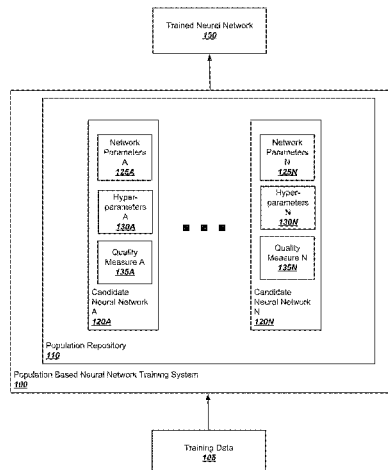 Trained Neural Network
150
Network
Parameters
A
125A
Hyper-
parameters
A
130A
Quality
Measure A
135A
Candidate
Neural Network
A
120A
Network
Parameters
N
125N
Hyper-
parameters
N
130N
Quality
Measure N
135N
Candidate
Neural Network
N
120N
Population Repository
110
Population Based Neural Network Training System
100
Training Data
105